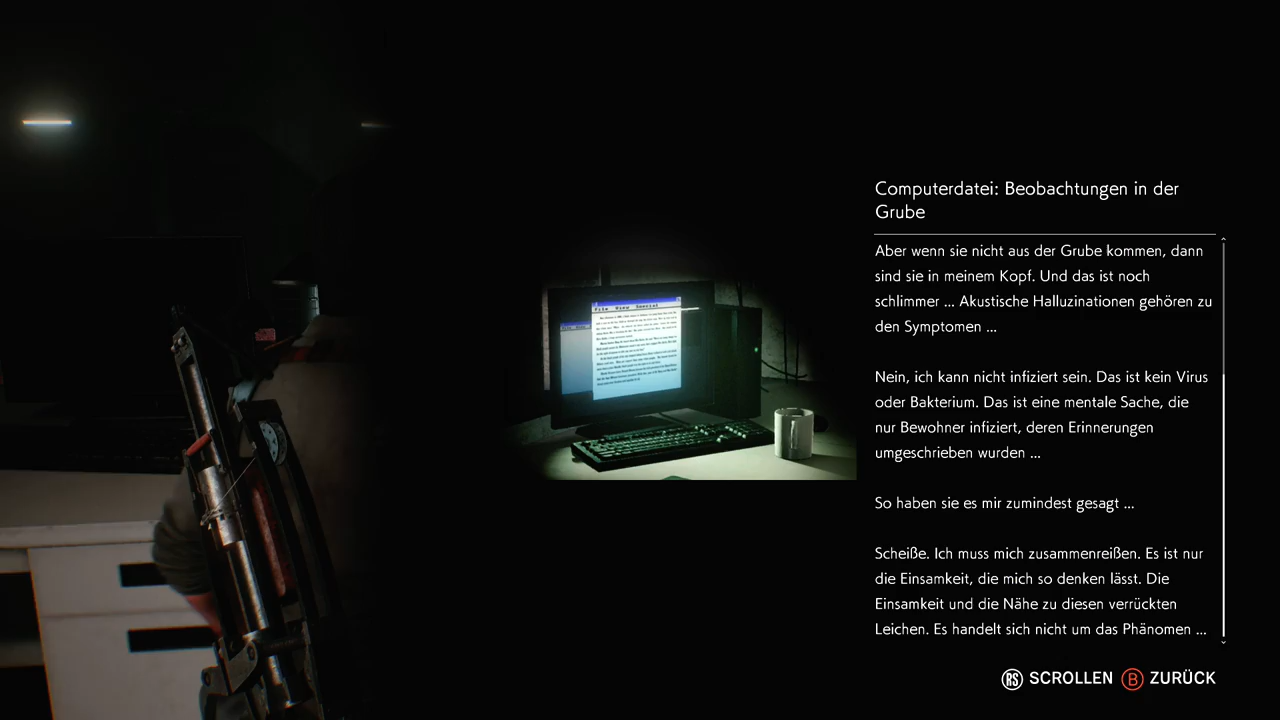 Computerdatei: Beobachtungen in der
Grube
Aber wenn sie nicht aus der Grube kommen, dann
sind sie in meinem Kopf. Und das ist noch
schlimmer ... Akustische Halluzinationen gehören zu
den Symptomen ...
Nein, ich kann nicht infiziert sein. Das ist kein Virus
oder Bakterium. Das ist eine mentale Sache, die
nur Bewohner infiziert, deren Erinnerungen
umgeschrieben wurden ...
So haben sie es mir zumindest gesagt ...
Scheiße. Ich muss mich zusammenreißen. Es ist nur
die Einsamkeit, die mich so denken lässt. Die
Einsamkeit und die Nähe zu diesen verrückten
Leichen. Es handelt sich nicht um das Phänomen ...
RS SCROLLEN B ZURÜCK
File View Special